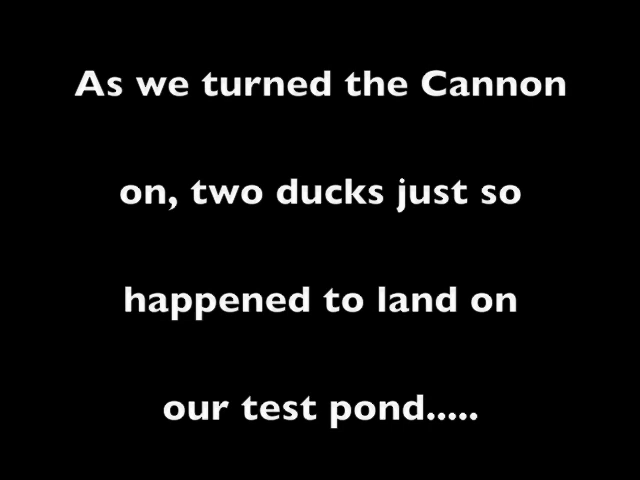 As we turned the Cannon
on, two ducks just so
happened to land on
our test pond.....